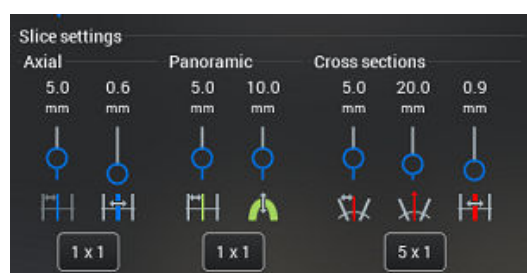 Slice settings
Axial Panoramic Cross sections
5.0 0.6 5.0 10.0 5.0 20.0 0.9
mm mm mm mm mm mm mm
1 x 1 1 x 1 5 x 1